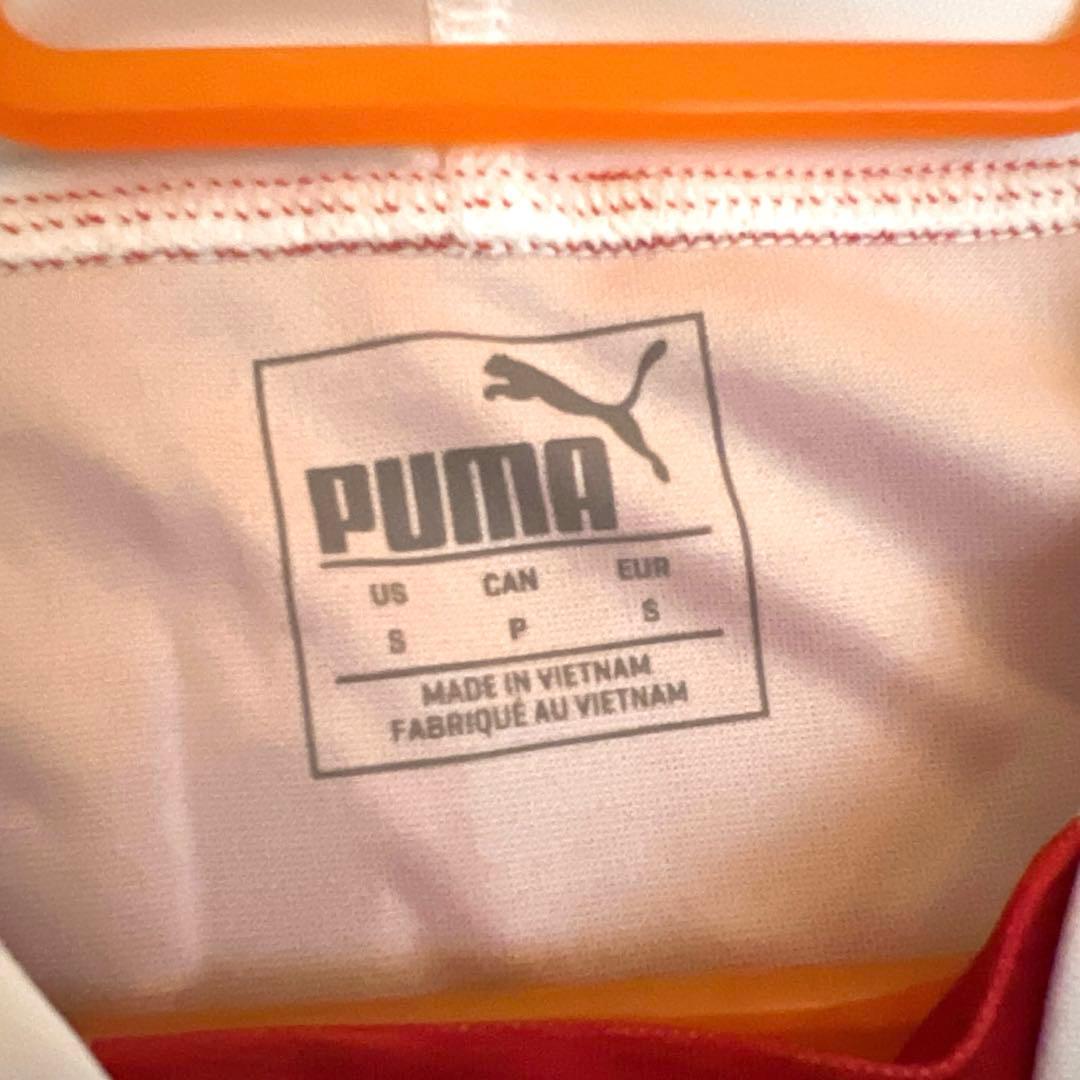 PUMA
US CAN EUR
S P S
MADE IN VIETNAM
FABRIQUÉ AU VIETNAM